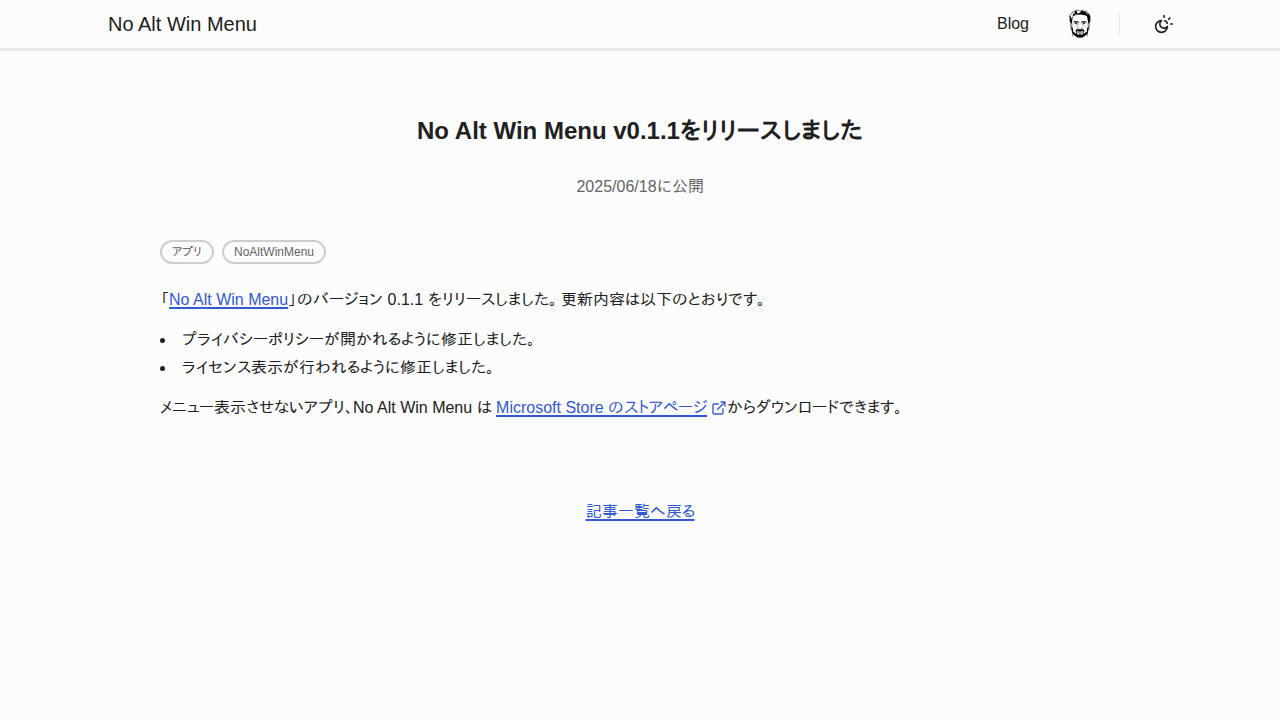 No Alt Win Menu
Blog
No Alt Win Menu v0.1.1をリリースしました
2025/06/18に公開
アプリ
NoAltWinMenu
「No Alt Win Menu」のバージョン 0.1.1 をリリースしました。更新内容は以下のとおりです。
• プライバシーポリシーが開かれるように修正しました。
• ライセンス表示が行われるように修正しました。
メニュー表示させないアプリ、No Alt Win Menu は Microsoft Store のストアページからダウンロードできます。
記事一覧へ戻る